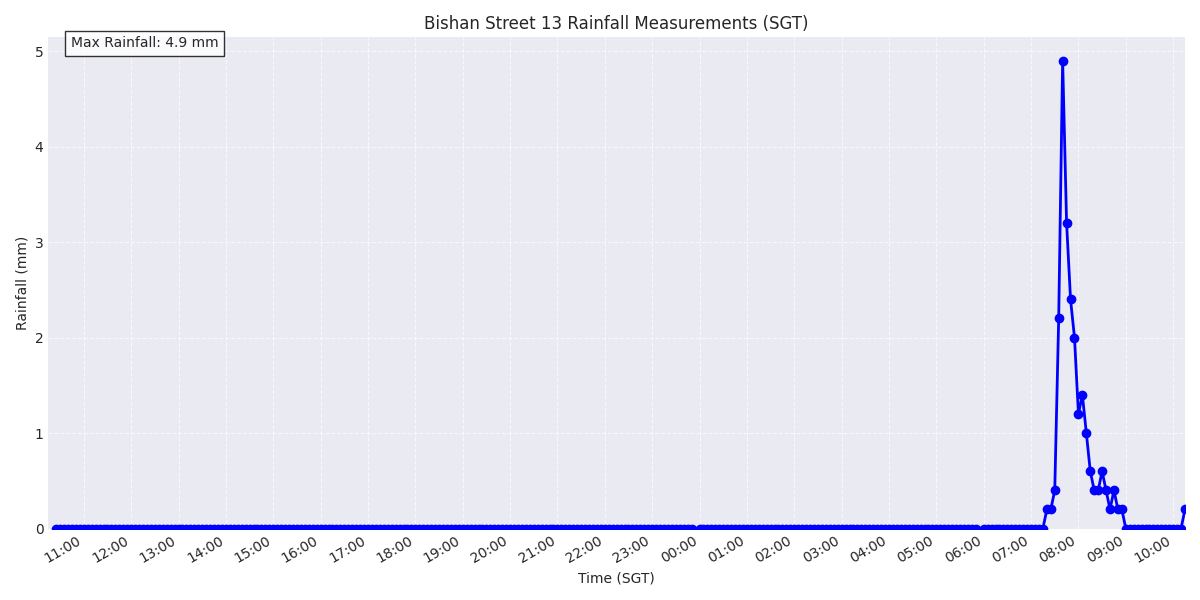 Bishan Street 13 Rainfall Measurements (SGT)
Max Rainfall: 4.9 mm
5
4
3
2
1
0
Rainfall (mm)
11:00 12:00 13:00 14:00 15:00 16:00 17:00 18:00 19:00 20:00 21:00 22:00 23:00 00:00 01:00 02:00 03:00 04:00 05:00 06:00 07:00 08:00 09:00 10:00
Time (SGT)